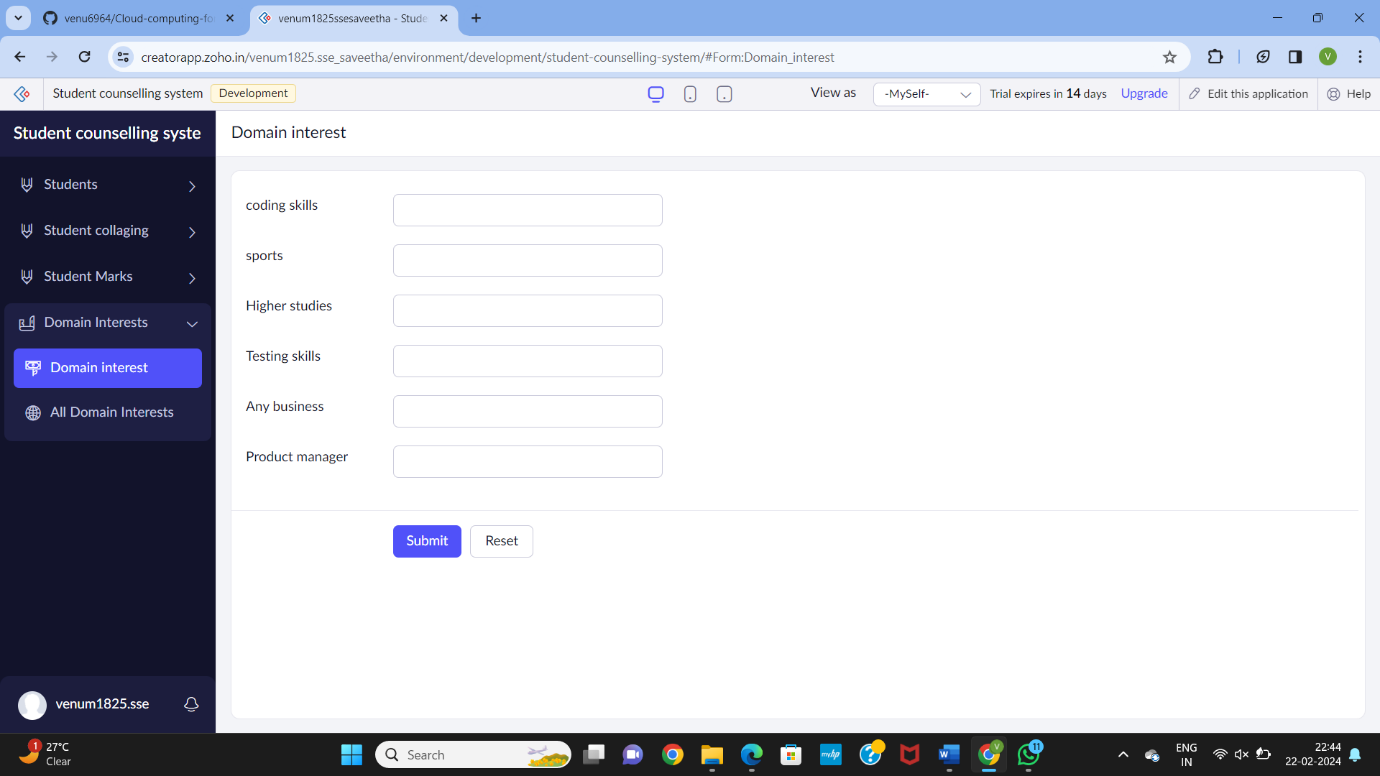 venu6964/Cloud-computing-fo
venum1825ssesaveetha - Stude
creatorapp.zoho.in/venum1825.sse_saveetha/environment/development/student-counselling-system/#Form:Domain_interest
V
Student counselling system
Development
View as
-MySelf-
Trial expires in 14 days
Upgrade
Edit this application
Help
Student counselling syste
Domain interest
Students
Student collaging
Student Marks
Domain Interests
Domain interest
All Domain Interests
coding skills
sports
Higher studies
Testing skills
Any business
Product manager
Submit
Reset
venum1825.sse
1
27°C
Clear
Search
myhp
W
V
11
ENG
IN
22:44
22-02-2024